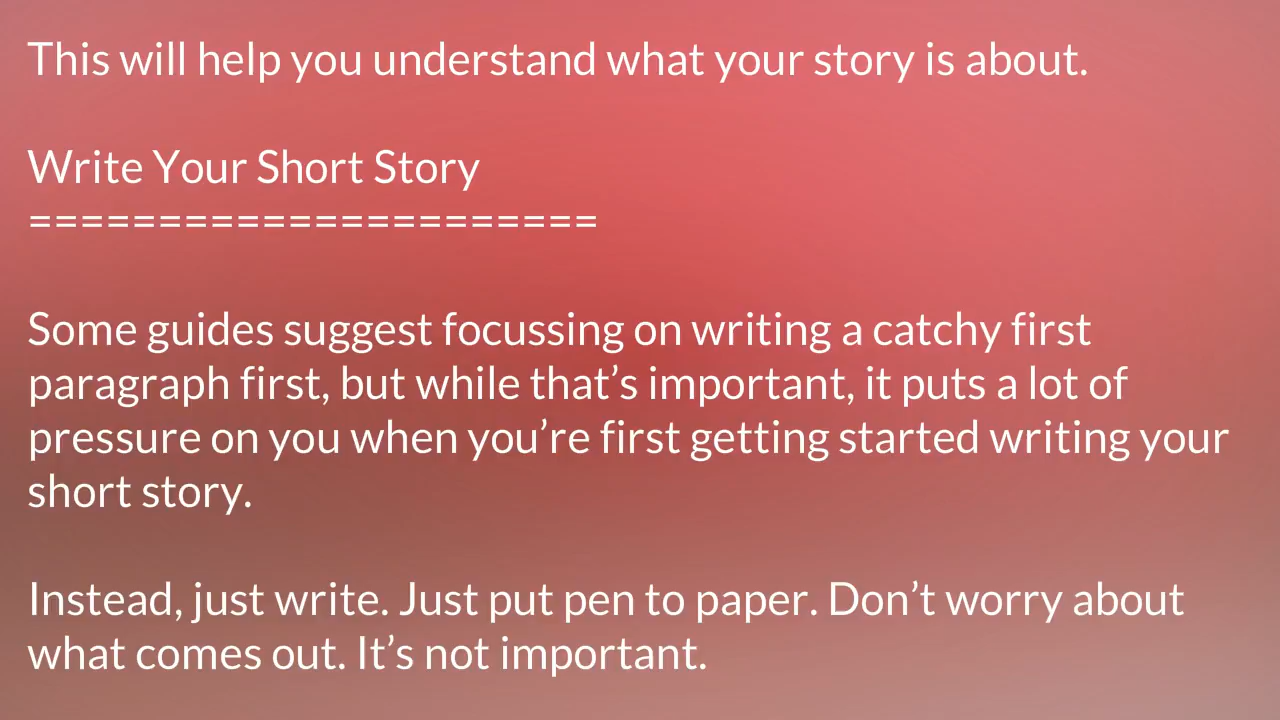 This will help you understand what your story is about.
Write Your Short Story
======================
Some guides suggest focussing on writing a catchy first
paragraph first, but while that’s important, it puts a lot of
pressure on you when you’re first getting started writing your
short story.
Instead, just write. Just put pen to paper. Don’t worry about
what comes out. It’s not important.